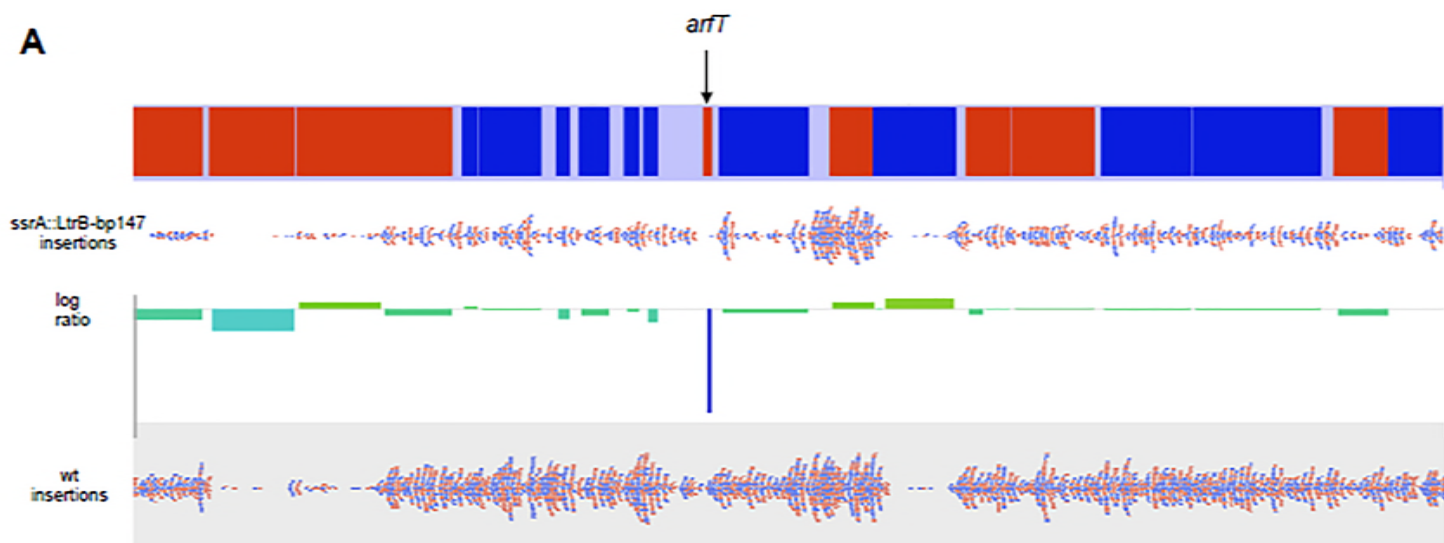 A
arfT
ssrA::LtrB-bp147
insertions
log
ratio
wt
insertions